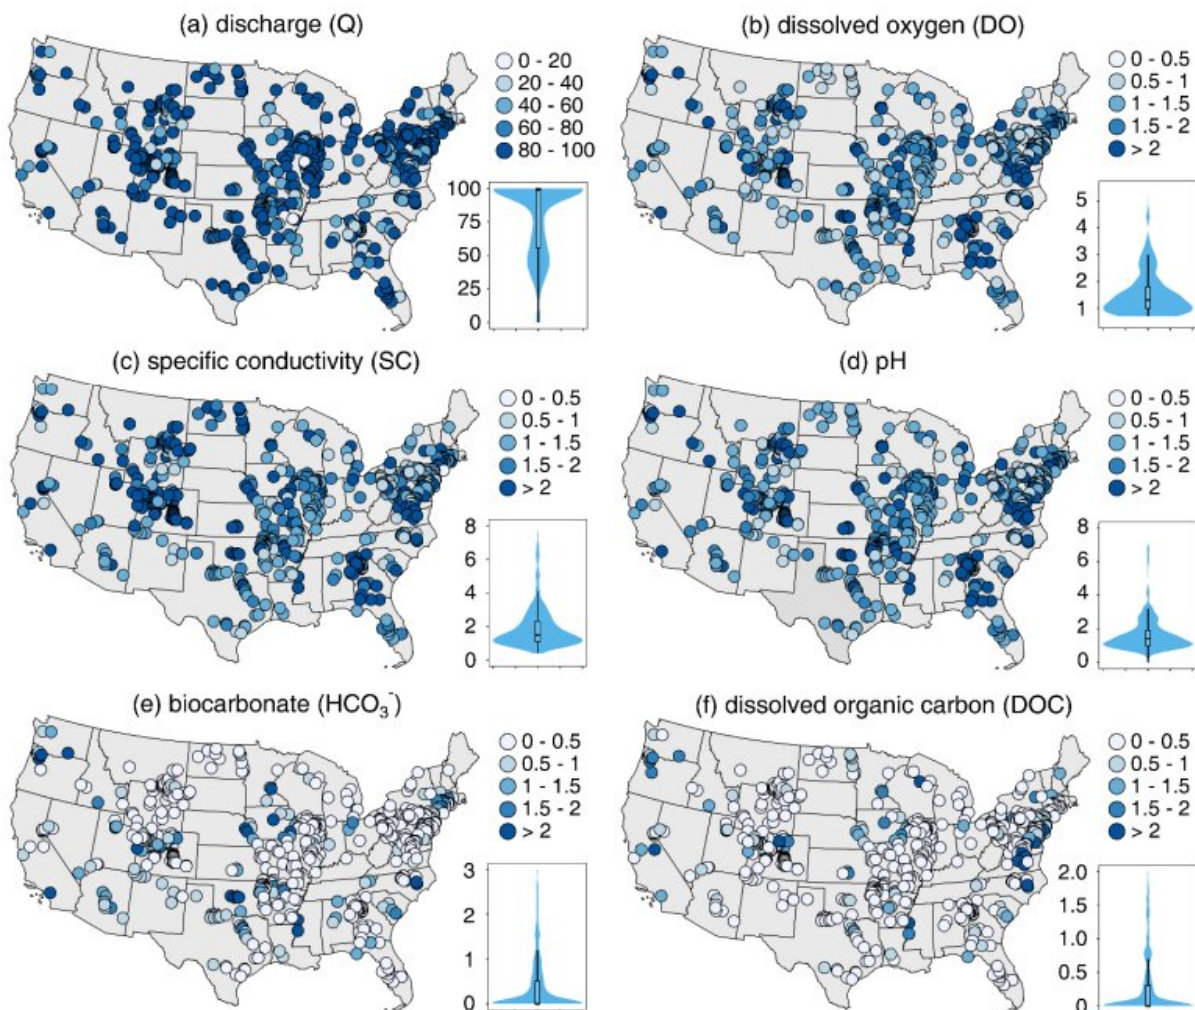 (a) discharge (Q)
0 - 20
20 - 40
40 - 60
60 - 80
80 - 100
100
75
50
25
0
(b) dissolved oxygen (DO)
0 - 0.5
0.5 - 1
1 - 1.5
1.5 - 2
> 2
5
4
3
2
1
(c) specific conductivity (SC)
0 - 0.5
0.5 - 1
1 - 1.5
1.5 - 2
> 2
8
6
4
2
0
(d) pH
0 - 0.5
0.5 - 1
1 - 1.5
1.5 - 2
> 2
8
6
4
2
0
(e) biocarbonate (HCO₃⁻)
0 - 0.5
0.5 - 1
1 - 1.5
1.5 - 2
> 2
3
2
1
0
(f) dissolved organic carbon (DOC)
0 - 0.5
0.5 - 1
1 - 1.5
1.5 - 2
> 2
2.0
1.5
1.0
0.5
0